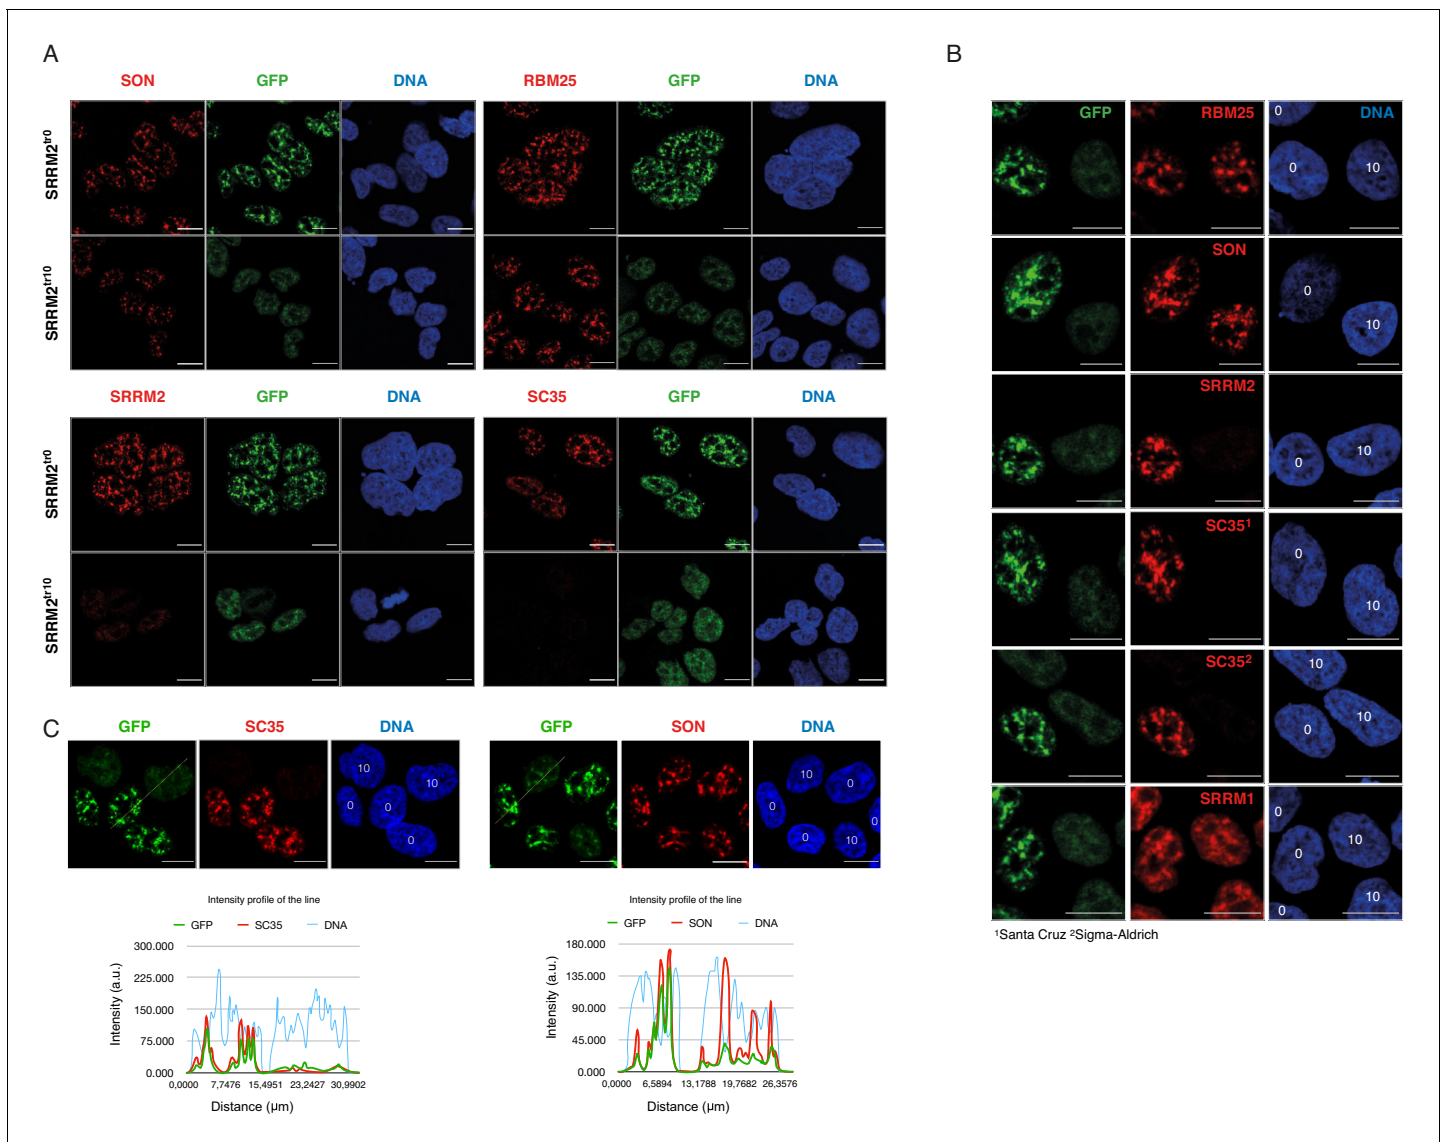 A
SON GFP DNA RBM25 GFP DNA
SRRM2tr0
SRRM2tr10
SRRM2 GFP DNA SC35 GFP DNA
SRRM2tr0
SRRM2tr10
B
GFP RBM25 DNA
0
0 10
SON
0
10
SRRM2
0 10
SC35¹
0
10
SC35²
10
0 10
SRRM1
0
0 10
0 10
¹Santa Cruz ²Sigma-Aldrich
C
GFP SC35 DNA
10 10
0 0
0
GFP SON DNA
10 0
0 0
0 10
Intensity profile of the line
GFP SC35 DNA
Intensity (a.u.)
300.000
225.000
150.000
75.000
0.000
0,0000 7,7476 15,4951 23,2427 30,9902
Distance (µm)
Intensity profile of the line
GFP SON DNA
Intensity (a.u.)
180.000
135.000
90.000
45.000
0.000
0,0000 6,5894 13,1788 19,7682 26,3576
Distance (µm)